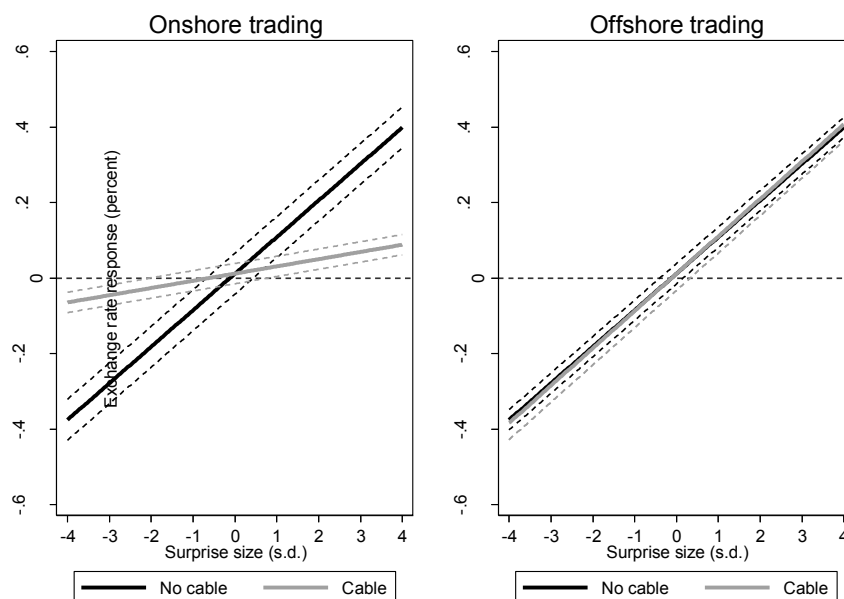 Onshore trading
Exchange rate response (percent)
.6
.4
.2
0
-.2
-.4
-.6
-4 -3 -2 -1 0 1 2 3 4
Surprise size (s.d.)
No cable Cable
Offshore trading
.6
.4
.2
0
-.2
-.4
-.6
-4 -3 -2 -1 0 1 2 3 4
Surprise size (s.d.)
No cable Cable